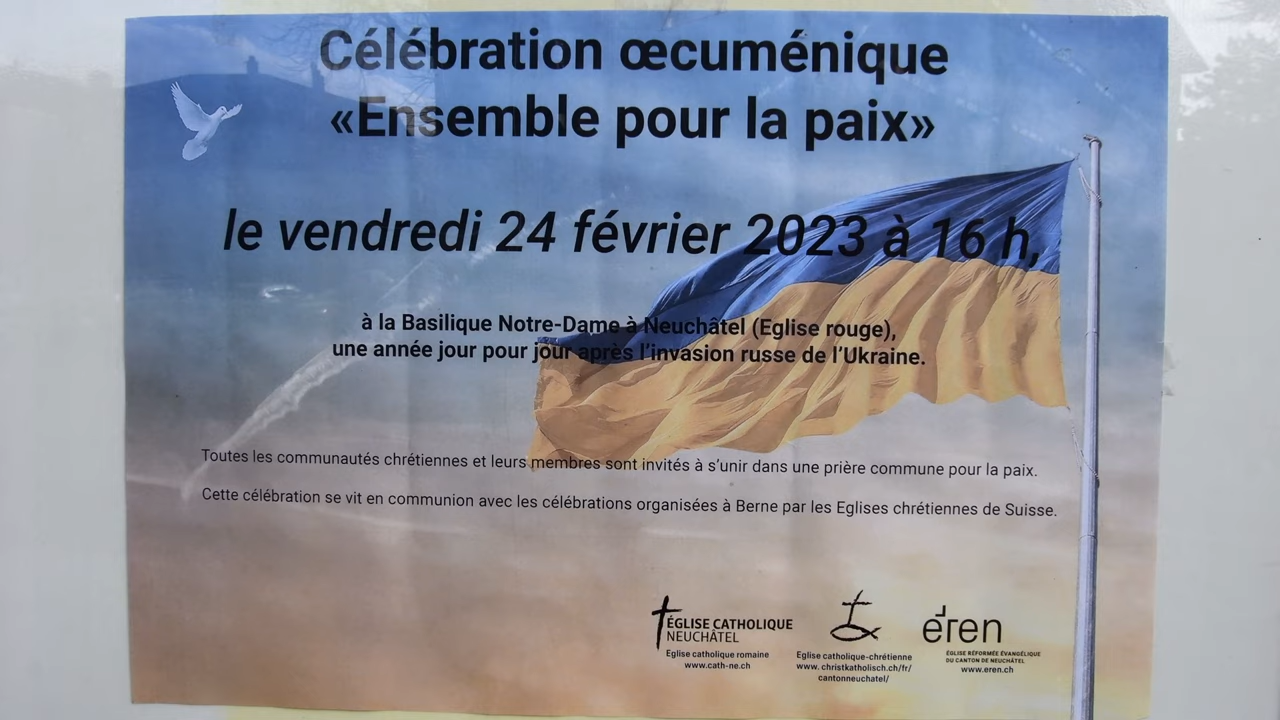 Célébration œcuménique
«Ensemble pour la paix»
le vendredi 24 février 2023 à 16 h,
à la Basilique Notre-Dame à Neuchâtel (Eglise rouge),
une année jour pour jour après l'invasion russe de l'Ukraine.
Toutes les communautés chrétiennes et leurs membres sont invités à s'unir dans une prière commune pour la paix.
Cette célébration se vit en communion avec les célébrations organisées à Berne par les Eglises chrétiennes de Suisse.
ÉGLISE CATHOLIQUE
NEUCHÂTEL
Eglise catholique romaine
www.cath-ne.ch
Eglise catholique-chrétienne
www. christkatholisch.ch/fr/
cantonneuchatel/
eren
ÉGLISE RÉFORMÉE ÉVANGÉLIQUE
DU CANTON DE NEUCHÂTEL
www.eren.ch